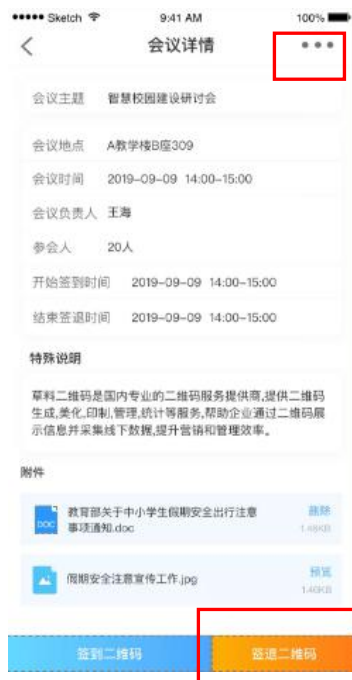 Sketch 9:41 AM 100%
会议详情
会议主题 智慧校园建设研讨会
会议地点 A教学楼B座309
会议时间 2019-09-09 14:00-15:00
会议负责人 王海
参会人 20人
开始签到时间 2019-09-09 14:00-15:00
结束签退时间 2019-09-09 14:00-15:00
特殊说明
草料二维码是国内专业的二维码服务提供商,提供二维码
生成,美化,印制,管理,统计等服务,帮助企业通过二维码展
示信息并采集线下数据,提升营销和管理效率。
附件
教育部关于中小学生假期安全出行注意 删除
DOC 事项通知.doc
假期安全注意宣传工作.jpg 预览
1.40KB
签到二维码 签退二维码